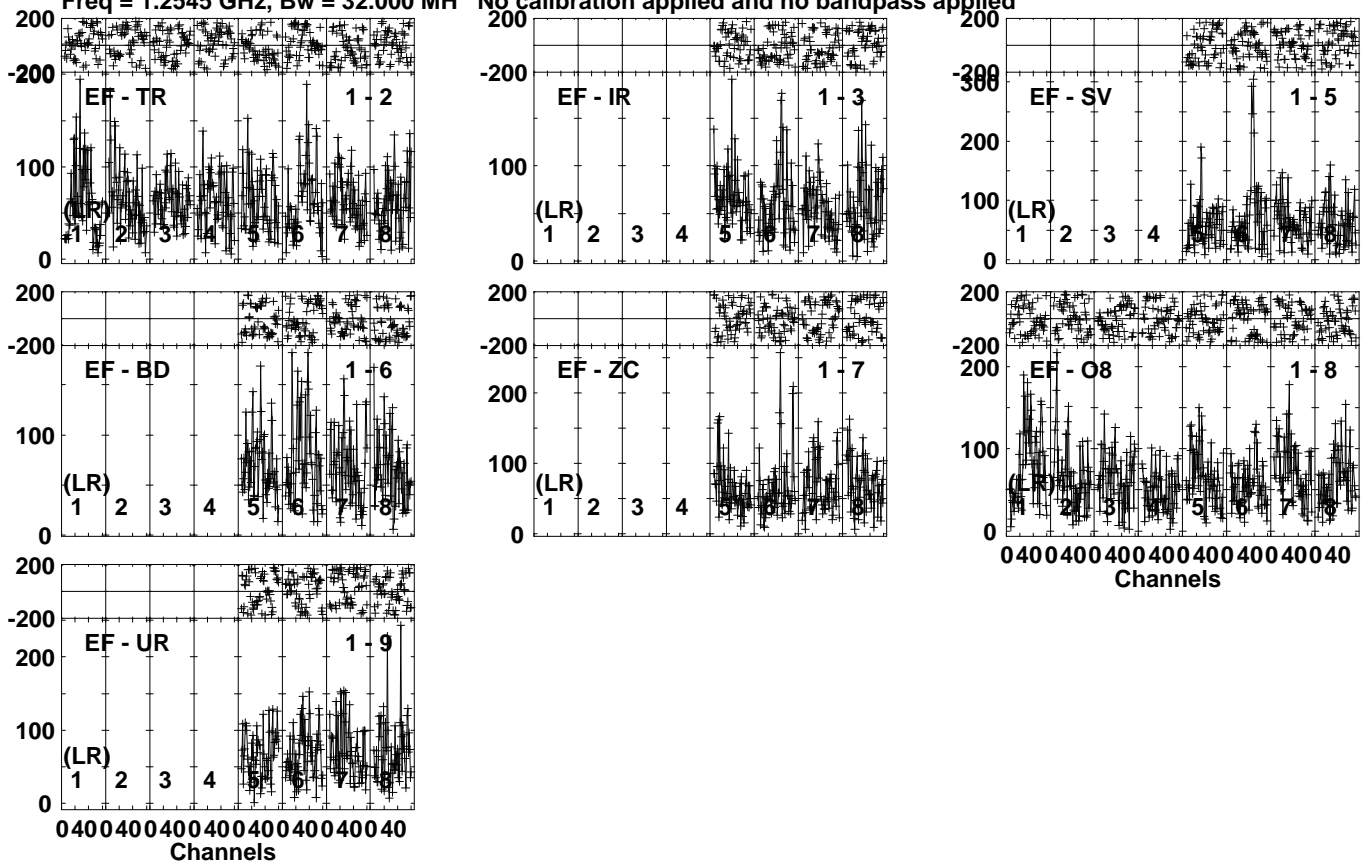 Freq = 1.2545 GHz, Bw = 32.000 MH No calibration applied and no bandpass applied
200
-200
EF - TR 1 - 2
200
100
(LR)
1 2 3 4 5 6 7 8
0
200
-200
EF - IR 1 - 3
100
(LR)
1 2 3 4 5 6 7 8
0
200
-200
300
EF - SV 1 - 5
200
100
(LR)
1 2 3 4 5 6 7 8
0
200
-200
EF - BD 1 - 6
100
(LR)
1 2 3 4 5 6 7 8
0
200
-200
EF - ZC 1 - 7
200
100
(LR)
1 2 3 4 5 6 7 8
0
200
-200
EF - O8 1 - 8
200
100
(LR)
1 2 3 4 5 6 7 8
0
0 40 0 40 0 40 0 40 0 40 0 40 0 40 0 40
Channels
200
-200
EF - UR 1 - 9
200
100
(LR)
1 2 3 4 5 6 7 8
0
0 40 0 40 0 40 0 40 0 40 0 40 0 40 0 40
Channels